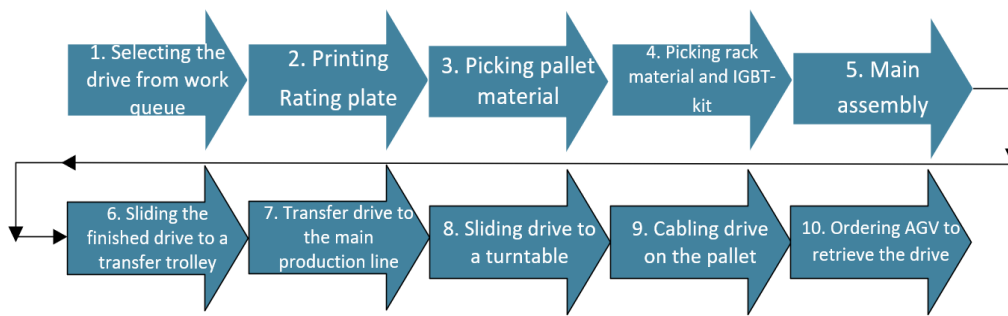 1. Selecting the
drive from work
queue
2. Printing
Rating plate
3. Picking pallet
material
4. Picking rack
material and IGBT-
kit
5. Main
assembly
6. Sliding the
finished drive to a
transfer trolley
7. Transfer drive to
the main
production line
8. Sliding drive to
a turntable
9. Cabling drive
on the pallet
10. Ordering AGV to
retrieve the drive